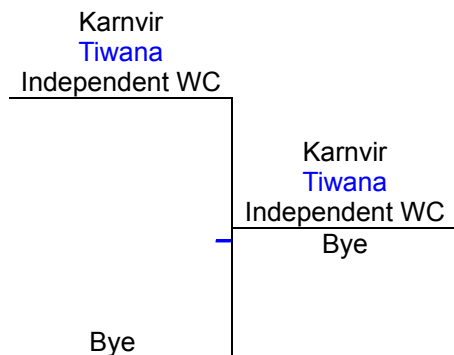 Karnvir
Tiwana
Independent WC
Karnvir
Tiwana
Independent WC
Bye
Bye